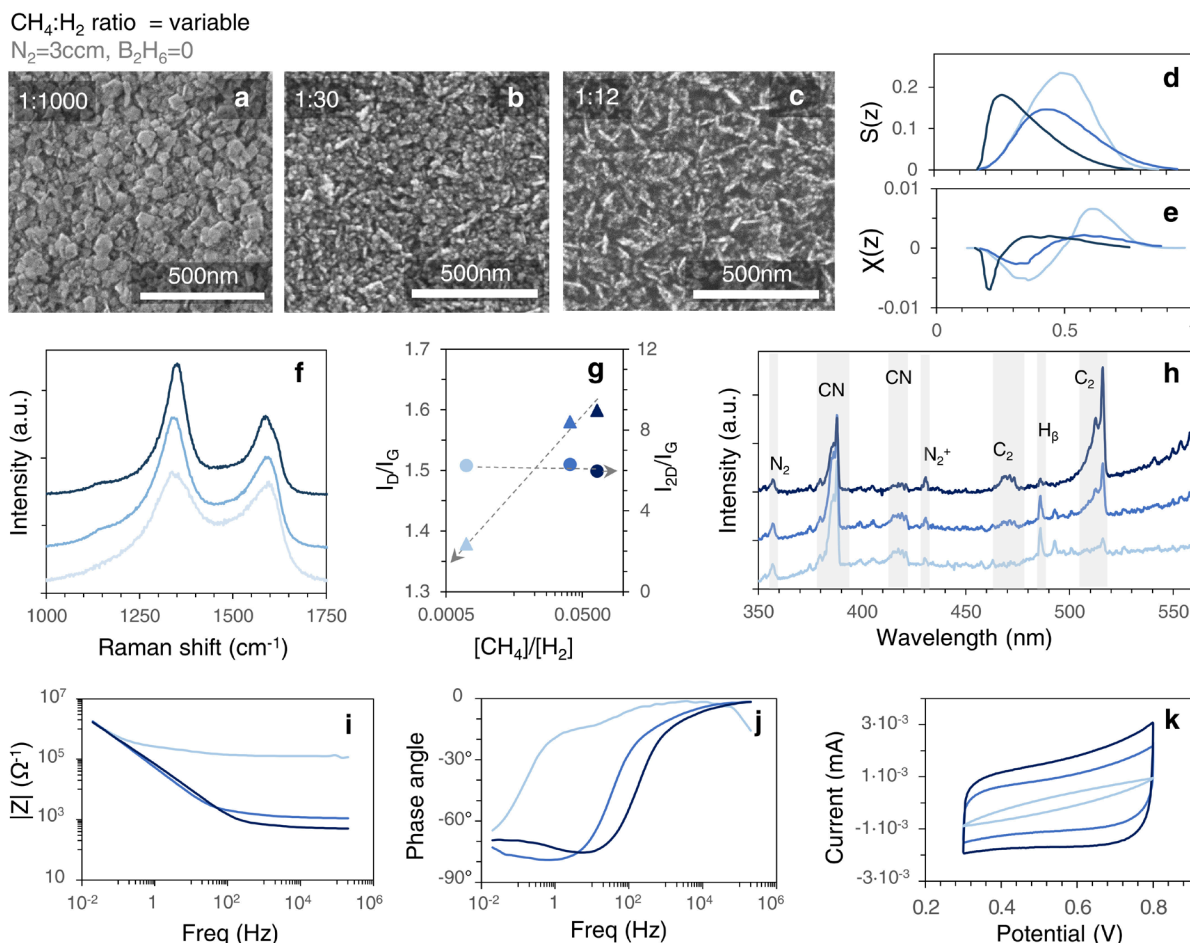 CH₄:H₂ ratio = variable
N₂=3ccm, B₂H₆=0
1:1000 a
500nm
1:30 b
500nm
1:12 c
500nm
d
S(z)
0.2
0.1
0
e
χ(z)
0.01
0
-0.01
0 0.5
f
Intensity (a.u.)
1000 1250 1500 1750
Raman shift (cm⁻¹)
g
I_D/I_G
1.7
1.6
1.5
1.4
1.3
12
8
4
0
I_2D/I_G
0.0005 0.0500
[CH₄]/[H₂]
h
Intensity (a.u.)
N₂
CN
CN
N₂⁺
C₂
H_β
C₂
350 400 450 500 550
Wavelength (nm)
i
|Z| (Ω⁻¹)
10⁷
10⁵
10³
10
10⁻² 1 10² 10⁴ 10⁶
Freq (Hz)
j
Phase angle
0
-30°
-60°
-90°
10⁻² 1 10² 10⁴ 10⁶
Freq (Hz)
k
Current (mA)
3·10⁻³
1·10⁻³
-1·10⁻³
-3·10⁻³
0.2 0.4 0.6 0.8
Potential (V)